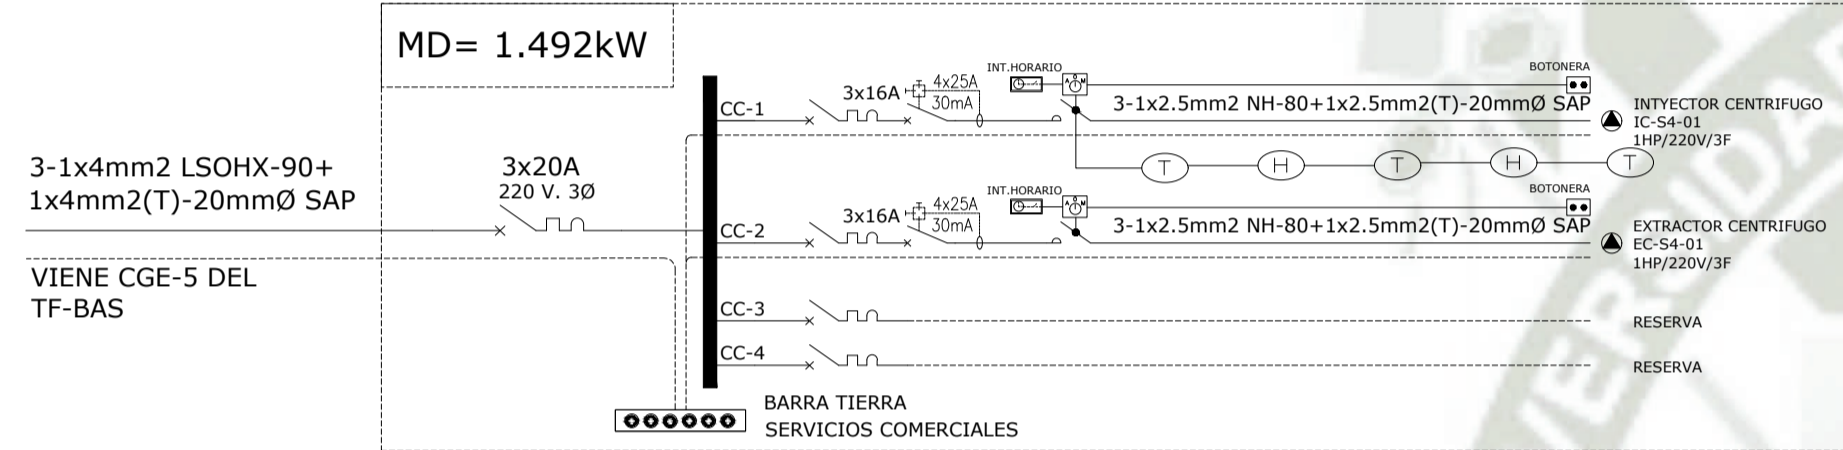 MD= 1.492kW
INT.HORARIO
A O M
BOTONERA
CC-1
3x16A
4x25A
30mA
3-1x2.5mm2 NH-80+1x2.5mm2(T)-20mmØ SAP
INTYECTOR CENTRIFUGO
IC-S4-01
1HP/220V/3F
3-1x4mm2 LSOHX-90+
1x4mm2(T)-20mmØ SAP
3x20A
220 V. 3Ø
T H T H T
INT.HORARIO
A O M
BOTONERA
CC-2
3x16A
4x25A
30mA
3-1x2.5mm2 NH-80+1x2.5mm2(T)-20mmØ SAP
EXTRACTOR CENTRIFUGO
EC-S4-01
1HP/220V/3F
VIENE CGE-5 DEL
TF-BAS
CC-3
RESERVA
CC-4
RESERVA
BARRA TIERRA
SERVICIOS COMERCIALES
VERSIDAD